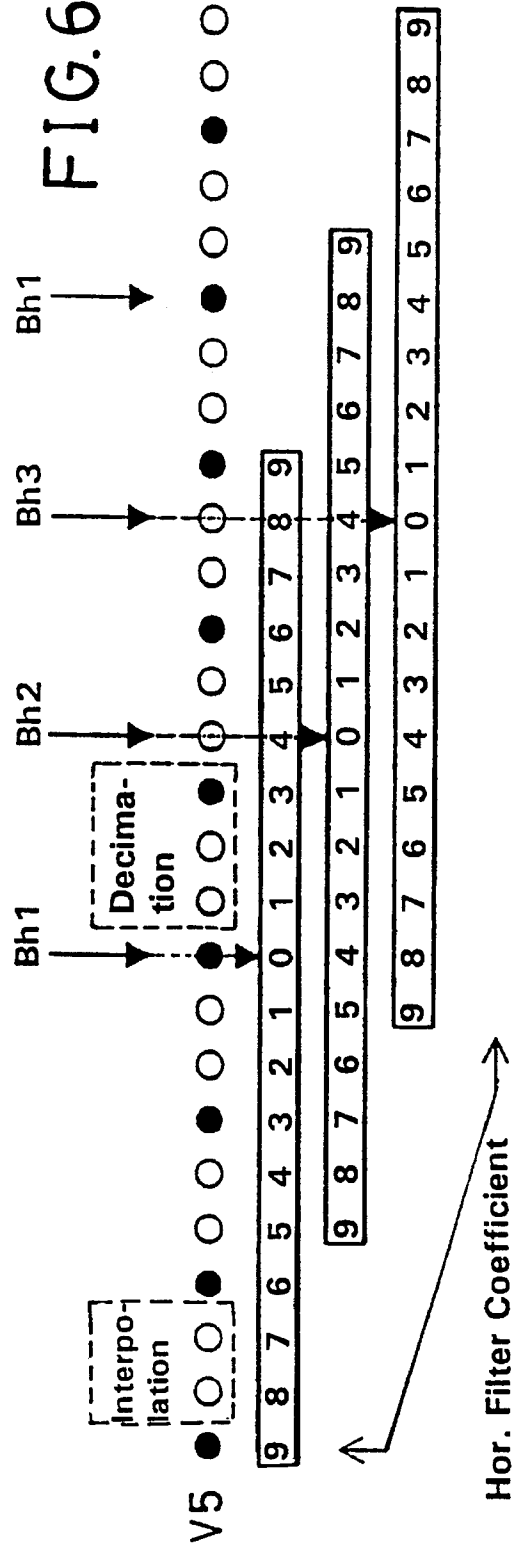 FIG.6
Bh1 Bh2 Bh3 Bh1
Interpo-
lation
Decima-
tion
V5
9 8 7 6 5 4 3 2 1 0 1 2 3 4 5 6 7 8 9
9 8 7 6 5 4 3 2 1 0 1 2 3 4 5 6 7 8 9
9 8 7 6 5 4 3 2 1 0 1 2 3 4 5 6 7 8 9
Hor. Filter Coefficient